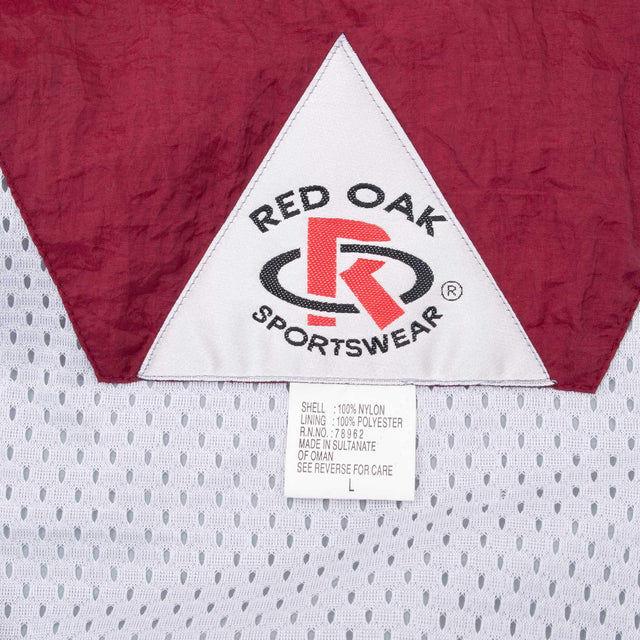 RED OAK
R
®
SPORTSWEAR
SHELL : 100% NYLON
LINING : 100% POLYESTER
R.N.NO. : 78962
MADE IN SULTANATE
OF OMAN
SEE REVERSE FOR CARE
L